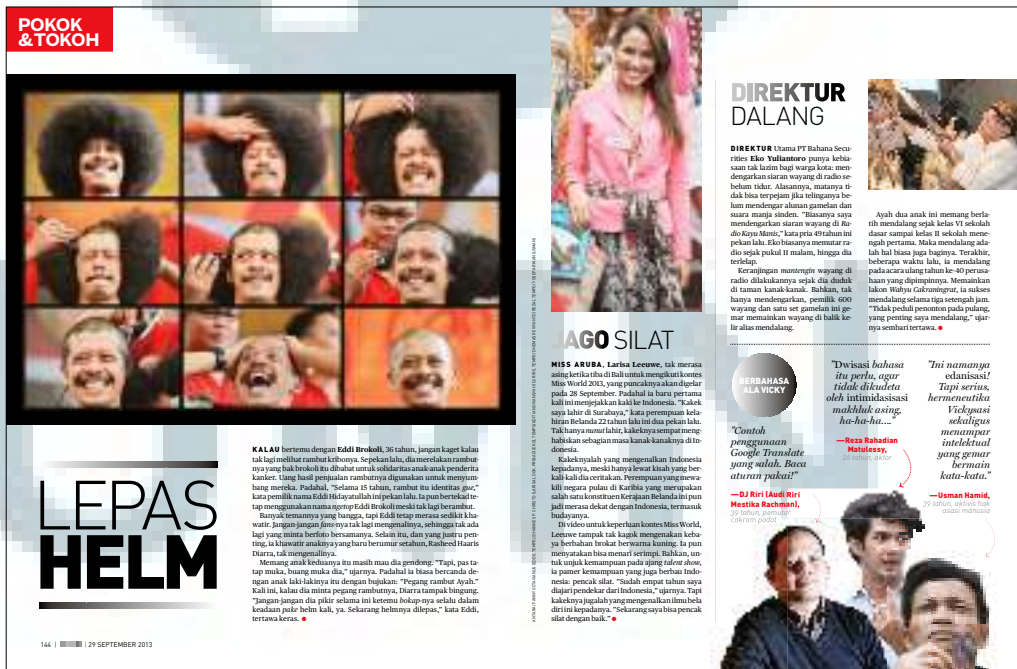 POKOK
&TOKOH
LEPAS
HELM
KALAU bertemu dengan Eddi Brokoli, 36 tahun, jangan kaget kalau
tak lagi melihat rambut kribonya. Sepekan lalu, dia merelakan rambut-
nya yang bak brokoli itu dibabat untuk solidaritas anak-anak penderita
kanker. Uang hasil penjualan rambutnya digunakan untuk menyum-
bang mereka. Padahal, "Selama 15 tahun, rambut itu identitas gue,"
kata pemilik nama Eddi Hidayatullah ini pekan lalu. Ia pun bertekad te-
tap menggunakan nama ngetop Eddi Brokoli meski tak lagi berambut.
Banyak temannya yang bangga, tapi Eddi tetap merasa sedikit kha-
watir. Jangan-jangan fans-nya tak lagi mengenalinya, sehingga tak ada
lagi yang minta berfoto bersamanya. Selain itu, dan yang justru pen-
ting, ia khawatir anaknya yang baru berumur setahun, Rasheed Haaris
Diarra, tak mengenalinya.
Memang anak keduanya itu masih mau dia gendong. "Tapi, pas ta-
tap muka, buang muka dia," ujarnya. Padahal ia biasa bercanda de-
ngan anak laki-lakinya itu dengan bujukan: "Pegang rambut Ayah."
Kali ini, kalau dia minta pegang rambutnya, Diarra tampak bingung.
"Jangan-jangan dia pikir selama ini ketemu bokap-nya selalu dalam
keadaan pake helm kali, ya. Sekarang helmnya dilepas," kata Eddi,
tertawa keras.
JAGO SILAT
MISS ARUBA, Larisa Leeuwe, tak merasa
asing ketika tiba di Bali untuk mengikuti kontes
Miss World 2013, yang puncaknya akan digelar
pada 28 September. Padahal ia baru pertama
kali ini menjejakkan kaki ke Indonesia. "Kakek
saya lahir di Surabaya," kata perempuan kela-
hiran Belanda 22 tahun lalu ini dua pekan lalu.
Tak hanya numut lahir, kakeknya sempat meng-
habiskan sebagian masa kanak-kanaknya di In-
donesia.
Kakeknyalah yang mengenalkan Indonesia
kepadanya, meski hanya lewat kisah yang ber-
kali-kali dia ceritakan. Perempuan yang mewa-
kili negara pulau di Karibia yang merupakan
salah satu konstituen Kerajaan Belanda ini pun
jadi merasa dekat dengan Indonesia, termasuk
budayanya.
Di video untuk keperluan kontes Miss World,
Leeuwe tampak tak kagok mengenakan keba-
ya berbahan brokat berwarna kuning. Ia pun
menyatakan bisa menari serimpi. Bahkan, un-
tuk unjuk kemampuan pada ajang talent show,
ia pamer kemampuan yang juga berbau Indo-
nesia: pencak silat. "Sudah empat tahun saya
diajari pendekar dari Indonesia," ujarnya. Tapi
kakeknya jugalah yang mengenalkan ilmu bela
diri ini kepadanya. "Sekarang saya bisa pencak
silat dengan baik."
DIREKTUR
DALANG
DIREKTUR Utama PT Bahana Secu-
rities Eko Yuliantoro punya kebia-
saan tak lazim bagi warga kota: men-
dengarkan siaran wayang di radio se-
belum tidur. Alasannya, matanya ti-
dak bisa terpejam jika telinganya be-
lum mendengar alunan gamelan dan
suara manja sinden. "Biasanya saya
mendengarkan siaran wayang di Ra-
dio Kayu Manis," kata pria 49 tahun ini
pekan lalu. Eko biasanya memutar ra-
dio sejak pukul 11 malam, hingga dia
terlelap.
Keranjingan mantengin wayang di
radio dilakukannya sejak dia duduk
di taman kanak-kanak. Bahkan, tak
hanya mendengarkan, pemilik 600
wayang dan satu set gamelan ini ge-
mar memainkan wayang di balik ke-
lir alias mendalang.
Ayah dua anak ini memang berla-
tih mendalang sejak kelas VI sekolah
dasar sampai kelas II sekolah mene-
ngah pertama. Maka mendalang ada-
lah hal biasa juga baginya. Terakhir,
beberapa waktu lalu, ia mendalang
pada acara ulang tahun ke-40 perusa-
haan yang dipimpinnya. Memainkan
lakon Wahyu Cakraningrat, ia sukses
mendalang selama tiga setengah jam.
"Tidak peduli penonton pada pulang,
yang penting saya mendalang," ujar-
nya sembari tertawa.
BERBAHASA
ALA VICKY
"Contoh
penggunaan
Google Translate
yang salah. Baca
aturan pakai!"
—DJ Riri (Audi Riri
Mestika Rachman),
39 tahun, pemutar
cakram padat
"Dwisasi bahasa
itu perlu, agar
tidak dikudeta
oleh intimidasisasi
makhluk asing,
ha-ha-ha...."
—Reza Rahadian
Matulessy,
26 tahun, aktor
"Ini namanya
edanisasi!
Tapi serius,
hermeneutika
Vickysasi
sekaligus
menampar
intelektual
yang gemar
bermain
kata-kata."
—Usman Hamid,
39 tahun, aktivis hak
asasi manusia
144 | | 29 SEPTEMBER 2013